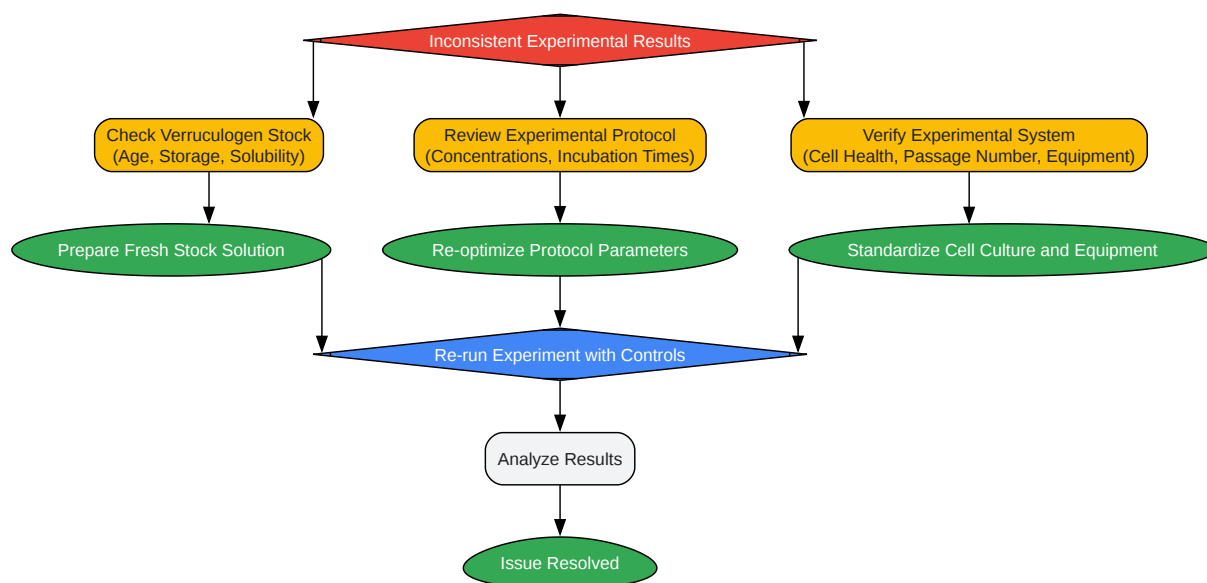 Inconsistent Experimental Results
Check Verruculogen Stock
(Age, Storage, Solubility)
Review Experimental Protocol
(Concentrations, Incubation Times)
Verify Experimental System
(Cell Health, Passage Number, Equipment)
Prepare Fresh Stock Solution
Re-optimize Protocol Parameters
Standardize Cell Culture and Equipment
Re-run Experiment with Controls
Analyze Results
Issue Resolved